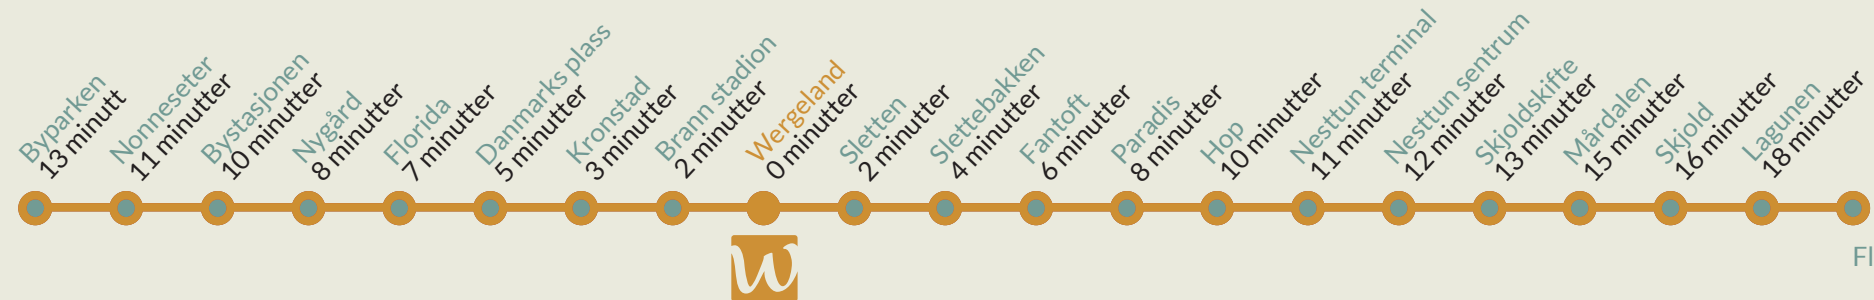 Byparken
13 minutt
Nonneseter
11 minutter
Bystasjonen
10 minutter
Nygård
8 minutter
Florida
7 minutter
Danmarks plass
5 minutter
Kronstad
3 minutter
Brann stadion
2 minutter
Wergeland
0 minutter
Sletten
2 minutter
Slettebakken
4 minutter
Fantoft
6 minutter
Paradis
8 minutter
Hop
10 minutter
Nesttun terminal
11 minutter
Nesttun sentrum
12 minutter
Skjoldskifte
13 minutter
Mårdalen
15 minutter
Skjold
16 minutter
Lagunen
18 minutter
w
Fl